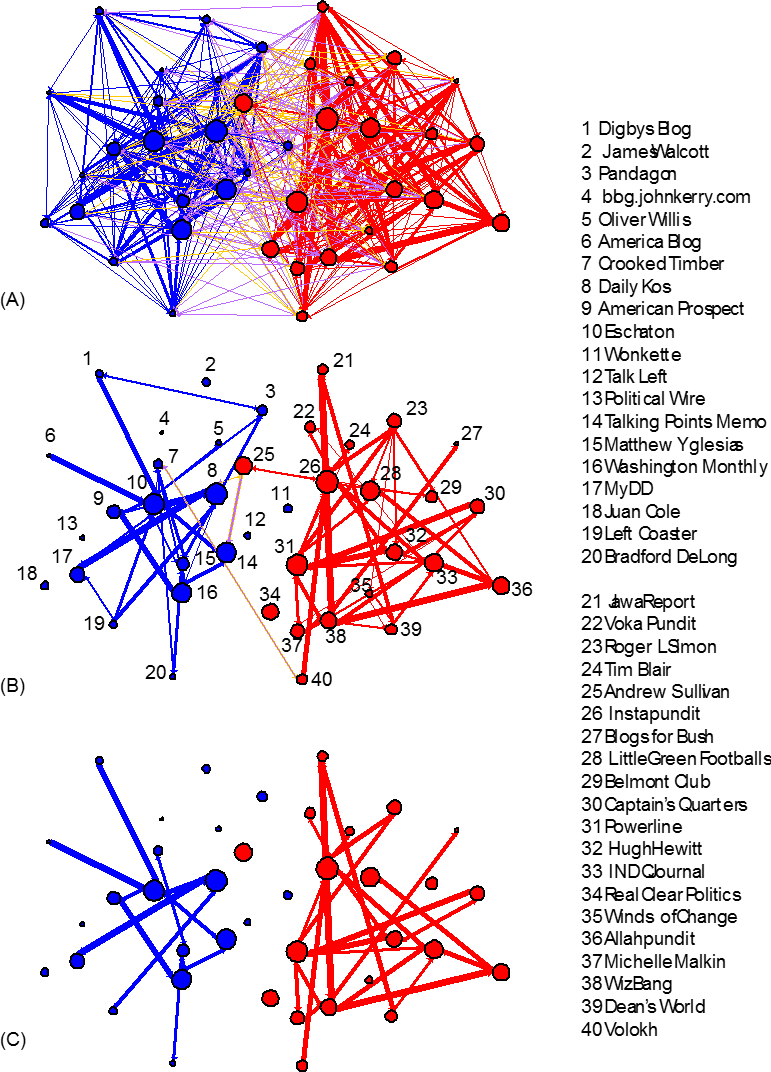 (A)
1 Digbys Blog
2 James Walcott
3 Pandagon
4 bbg.johnkerry.com
5 Oliver Willis
6 America Blog
7 Crooked Timber
8 Daily Kos
9 American Prospect
10 Eschaton
11 Wonkette
12 Talk Left
13 Political Wire
14 Talking Points Memo
15 Matthew Yglesias
16 Washington Monthly
17 MyDD
18 Juan Cole
19 Left Coaster
20 Bradford DeLong
21 JawaReport
22 Voka Pundit
23 Roger L Simon
24 Tim Blair
25 Andrew Sullivan
26 Instapundit
27 Blogs for Bush
28 LittleGreen Footballs
29 Belmont Club
30 Captain's Quarters
31 Powerline
32 HughHewitt
33 INDCJournal
34 RealClearPolitics
35 Winds of Change
36 Allahpundit
37 Michelle Malkin
38 WizBang
39 Dean's World
40 Volokh
1
2
3
4
5
6
7
8
9
10
11
12
13
14
15
16
17
18
19
20
21
22
23
24
25
26
27
28
29
30
31
32
33
34
35
36
37
38
39
40
(B)
(C)